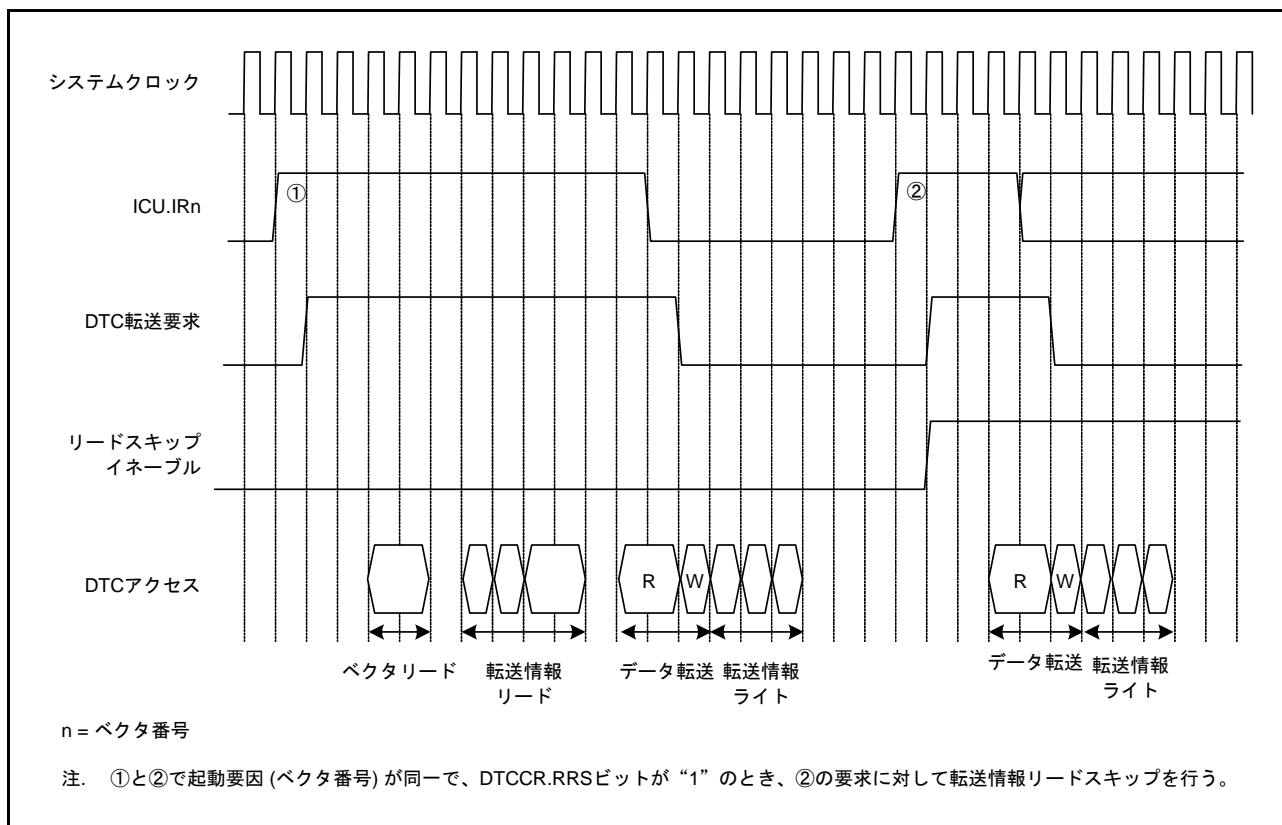 システムクロック
ICU.IRn
①
②
DTC転送要求
リードスキップ
イネーブル
DTCアクセス
R
W
R
W
ベクタリード
転送情報
リード
データ転送
転送情報
ライト
データ転送
転送情報
ライト
n = ベクタ番号
注. ①と②で起動要因 (ベクタ番号) が同一で、DTCCR.RRSビットが“1”のとき、②の要求に対して転送情報リードスキップを行う。